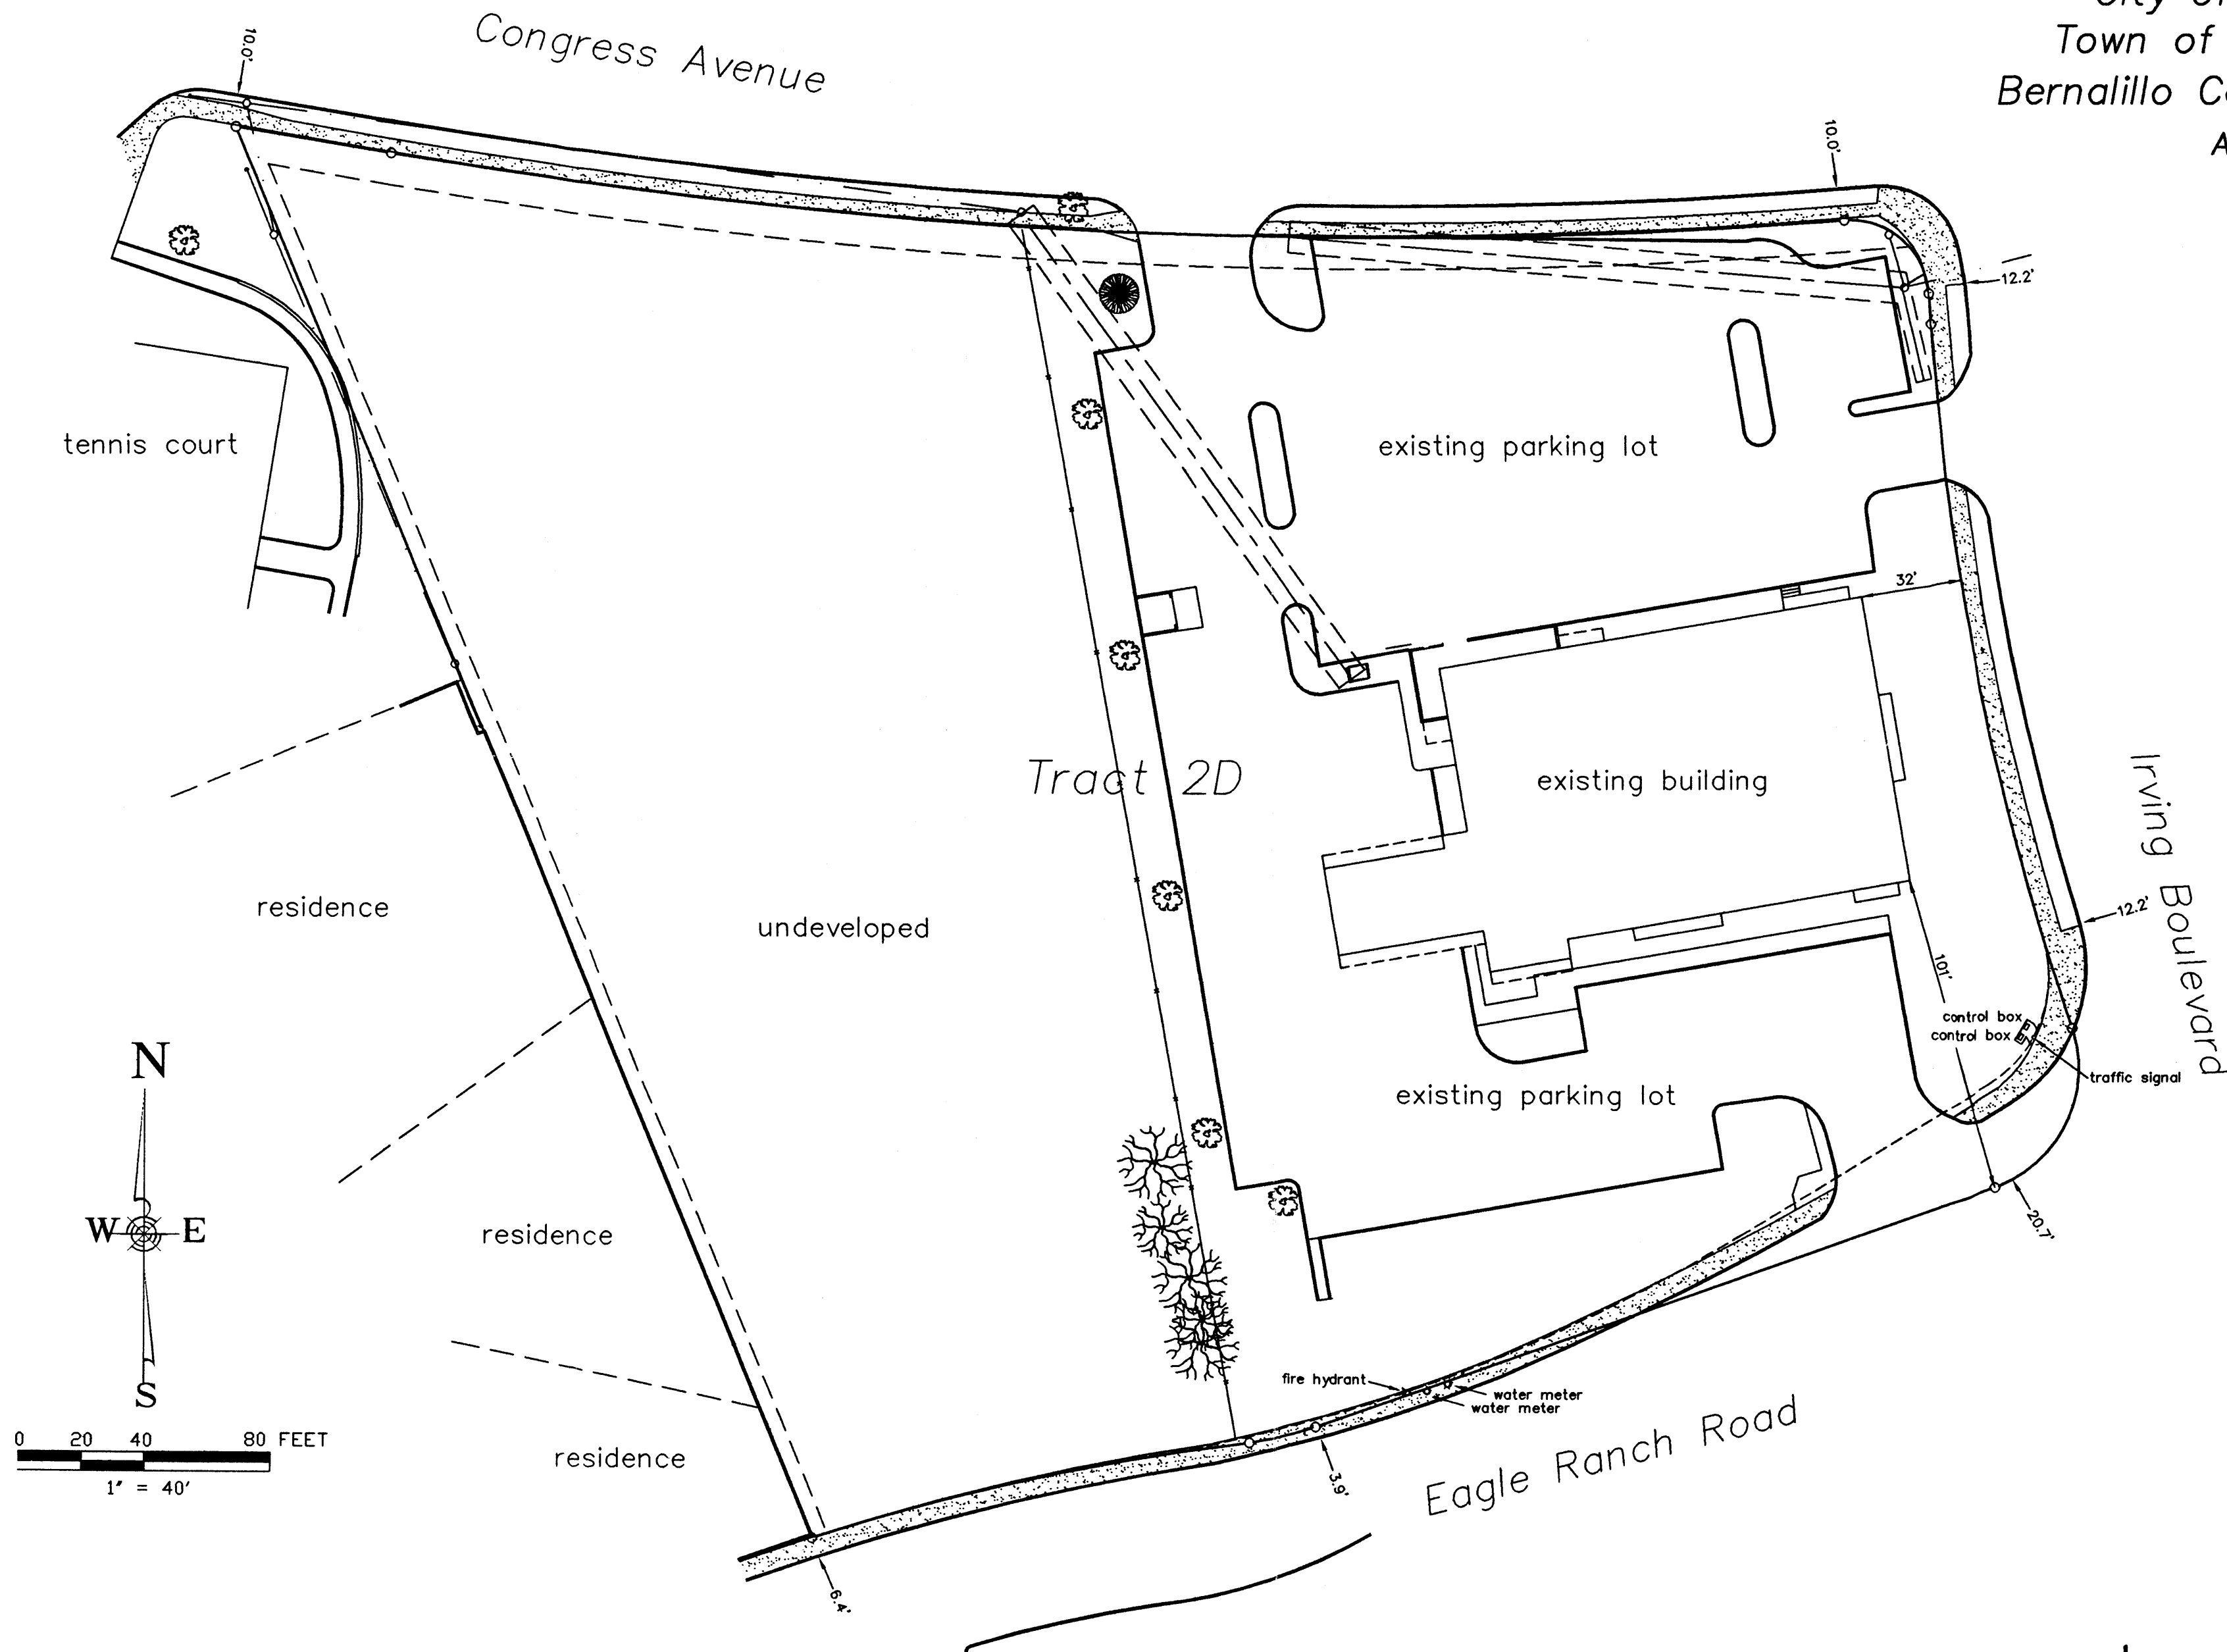 City of
Town of
Bernalillo
A
Congress Avenue
10.0'
10.0'
12.2'
tennis court
existing parking lot
32'
Tract 2D
existing building
Irving Boulevard
residence
undeveloped
12.2'
101'
control box
control box
traffic signal
existing parking lot
N
W E
S
residence
20.7'
fire hydrant
water meter
water meter
0 20 40 80 FEET
1" = 40'
residence
3.9'
Eagle Ranch Road
6.4'